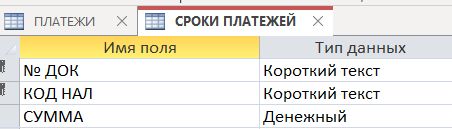 ПЛАТЕЖИ СРОКИ ПЛАТЕЖЕЙ
Имя поля Тип данных
№ ДОК Короткий текст
КОД НАЛ Короткий текст
СУММА Денежный